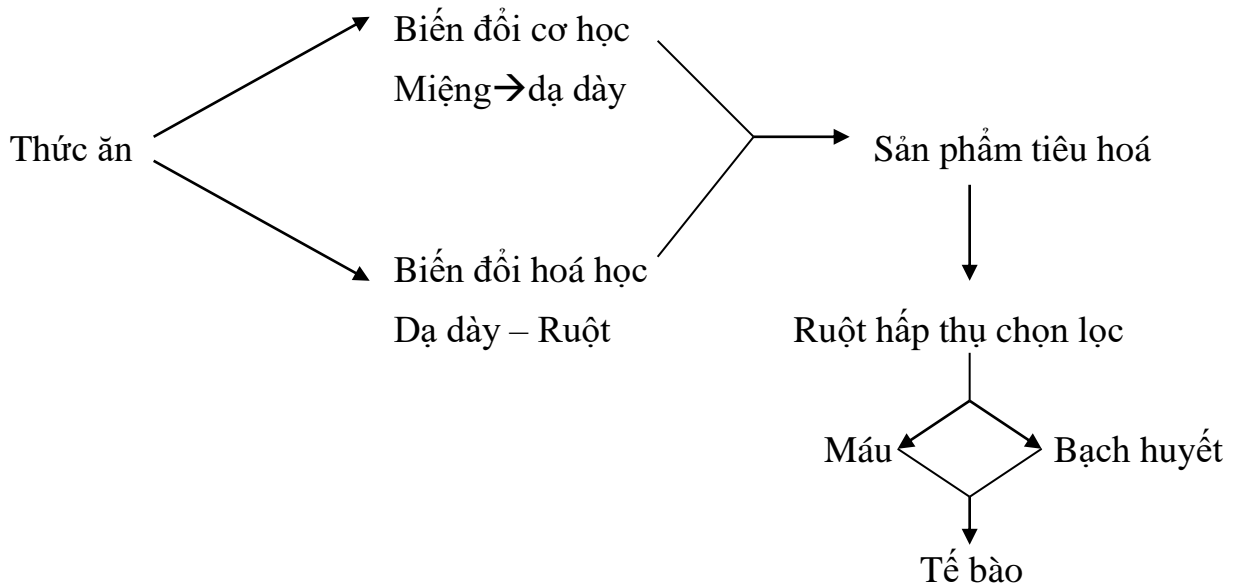 Biến đổi cơ học
Miệng→dạ dày
Thức ăn
Sản phẩm tiêu hoá
Biến đổi hoá học
Dạ dày – Ruột
Ruột hấp thụ chọn lọc
Máu
Bạch huyết
Tế bào